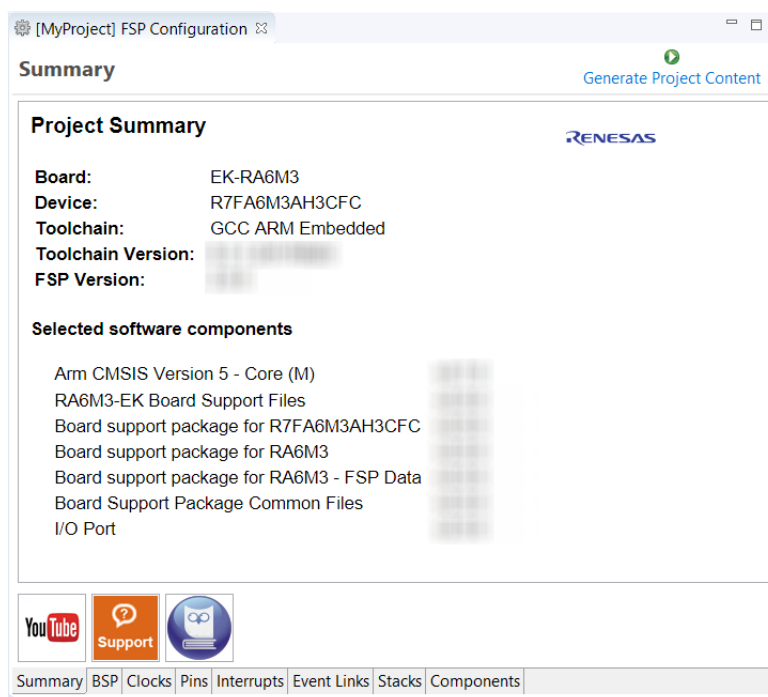 [MyProject] FSP Configuration
Summary
Generate Project Content
Project Summary
RENESAS
Board: EK-RA6M3
Device: R7FA6M3AH3CFC
Toolchain: GCC ARM Embedded
Toolchain Version:
FSP Version:
Selected software components
Arm CMSIS Version 5 - Core (M)
RA6M3-EK Board Support Files
Board support package for R7FA6M3AH3CFC
Board support package for RA6M3
Board support package for RA6M3 - FSP Data
Board Support Package Common Files
I/O Port
YouTube
Support
Summary BSP Clocks Pins Interrupts Event Links Stacks Components